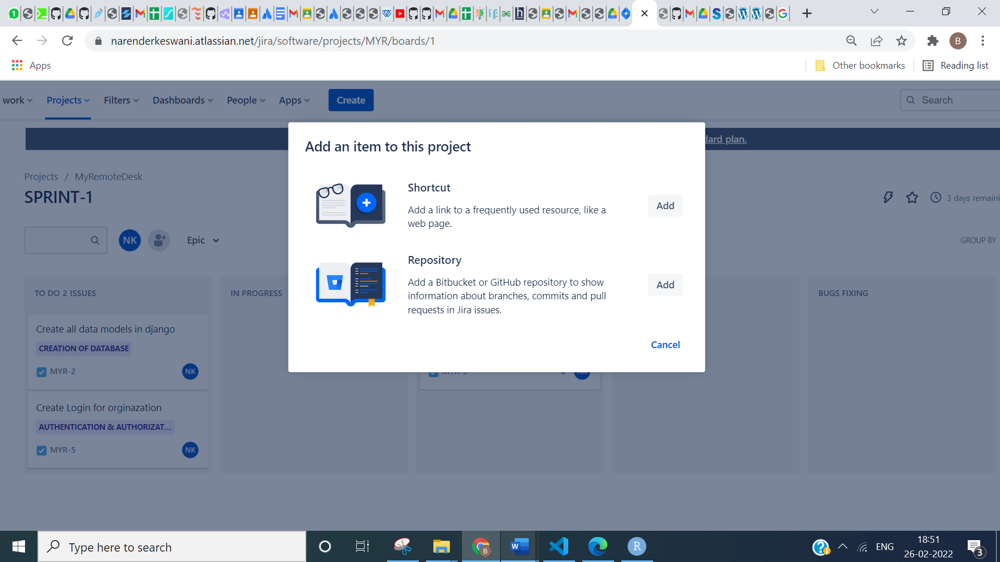 narenderkeswani.atlassian.net/jira/software/projects/MYR/boards/1
B
Apps
Other bookmarks
Reading list
work
Projects
Filters
Dashboards
People
Apps
Create
Search
dard plan.
Add an item to this project
Projects / MyRemoteDesk
SPRINT-1
3 days remaini
Shortcut
Add a link to a frequently used resource, like a
web page.
Add
NK
Epic
GROUP BY
Repository
Add a Bitbucket or GitHub repository to show
information about branches, commits and pull
requests in Jira issues.
Add
Cancel
TO DO 2 ISSUES
IN PROGRESS
BUGS FIXING
Create all data models in django
CREATION OF DATABASE
MYR-2
NK
Create Login for orginazation
AUTHENTICATION & AUTHORIZAT...
MYR-5
NK
Type here to search
ENG
18:51
26-02-2022
3